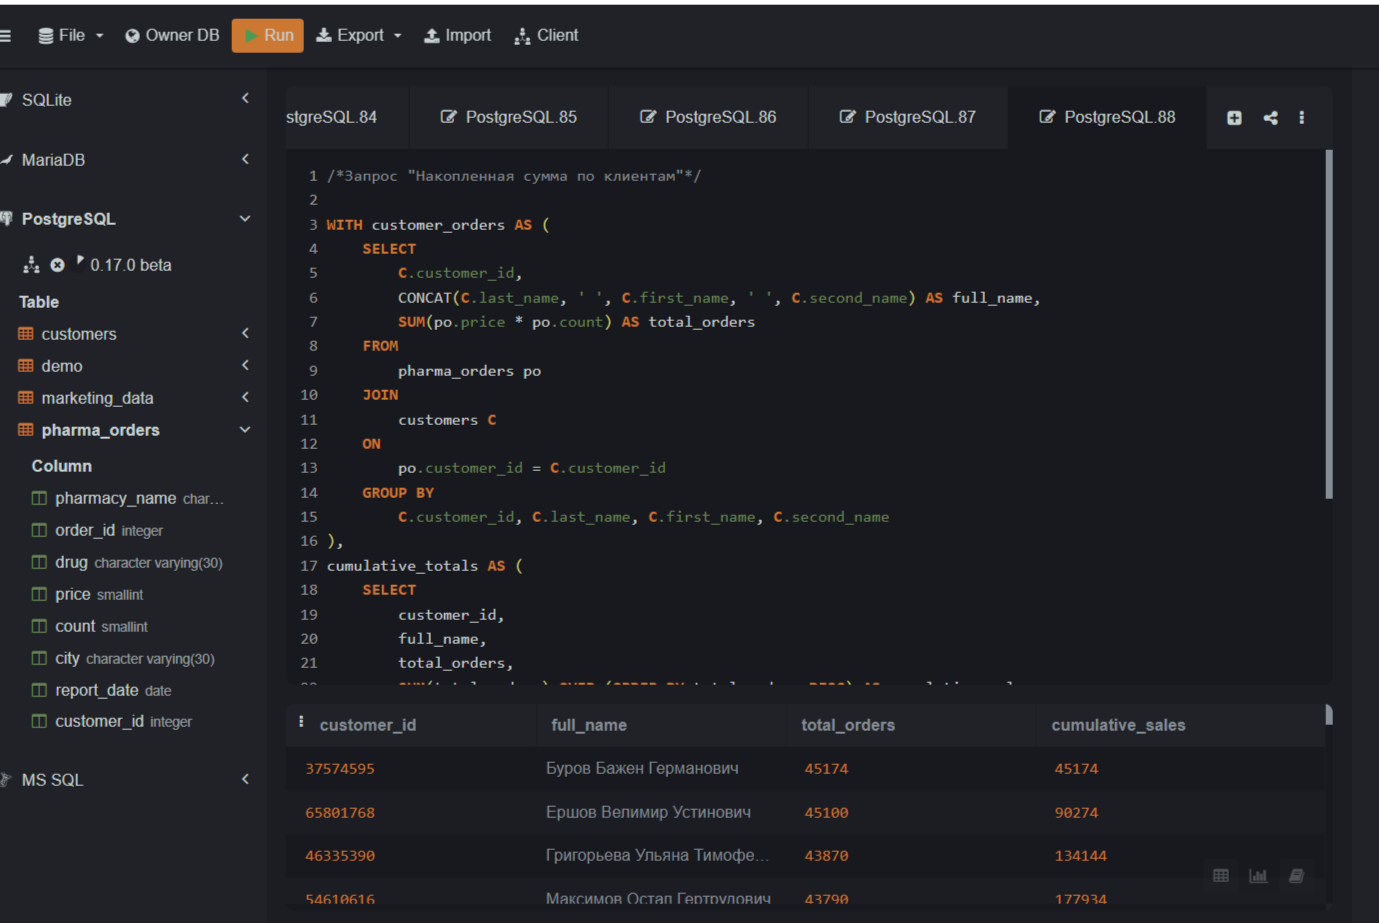 File Owner DB Run Export Import Client
SQLite
MariaDB
PostgreSQL
0.17.0 beta
Table
customers
demo
marketing_data
pharma_orders
Column
pharmacy_name char...
order_id integer
drug character varying(30)
price smallint
count smallint
city character varying(30)
report_date date
customer_id integer
MS SQL
stgreSQL.84 PostgreSQL.85 PostgreSQL.86 PostgreSQL.87 PostgreSQL.88
1 /*Запрос "Накопленная сумма по клиентам"*/
2
3 WITH customer_orders AS (
4 SELECT
5 C.customer_id,
6 CONCAT(C.last_name, ' ', C.first_name, ' ', C.second_name) AS full_name,
7 SUM(po.price * po.count) AS total_orders
8 FROM
9 pharma_orders po
10 JOIN
11 customers C
12 ON
13 po.customer_id = C.customer_id
14 GROUP BY
15 C.customer_id, C.last_name, C.first_name, C.second_name
16 ),
17 cumulative_totals AS (
18 SELECT
19 customer_id,
20 full_name,
21 total_orders,
customer_id full_name total_orders cumulative_sales
37574595 Буров Бажен Германович 45174 45174
65801768 Ершов Велимир Устинович 45100 90274
46335390 Григорьева Ульяна Тимофе... 43870 134144
54610616 Максимов Остап Гертрудович 43790 177934